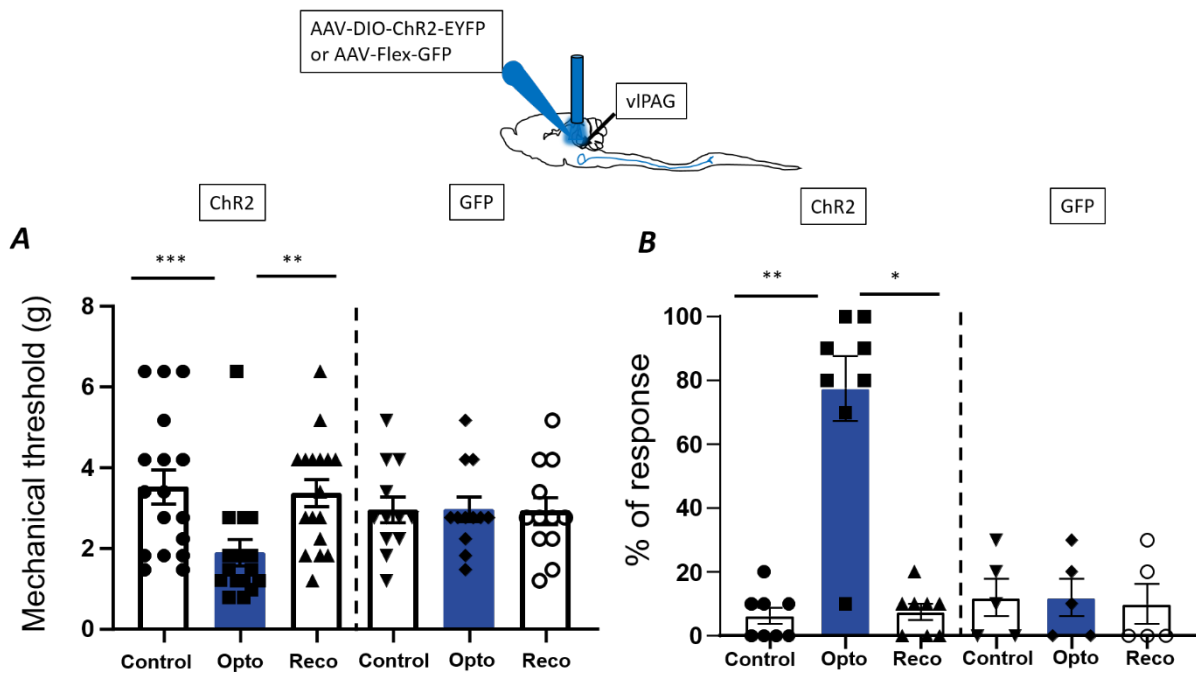 AAV-DIO-ChR2-EYFP
or AAV-Flex-GFP
vlPAG
ChR2
GFP
ChR2
GFP
A
***
**
Mechanical threshold (g)
8
6
4
2
0
Control
Opto
Reco
Control
Opto
Reco
B
**
*
% of response
100
80
60
40
20
0
Control
Opto
Reco
Control
Opto
Reco